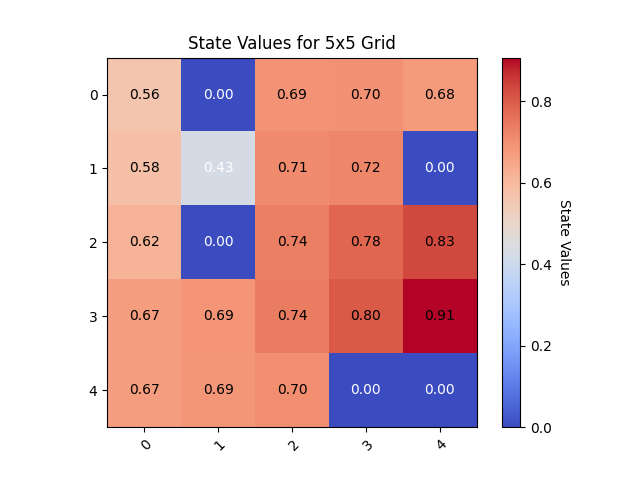 State Values for 5x5 Grid
0 0.56 0.00 0.69 0.70 0.68
1 0.58 0.43 0.71 0.72 0.00
2 0.62 0.00 0.74 0.78 0.83
3 0.67 0.69 0.74 0.80 0.91
4 0.67 0.69 0.70 0.00 0.00
0 1 2 3 4
0.8
0.6
0.4
0.2
0.0
State Values